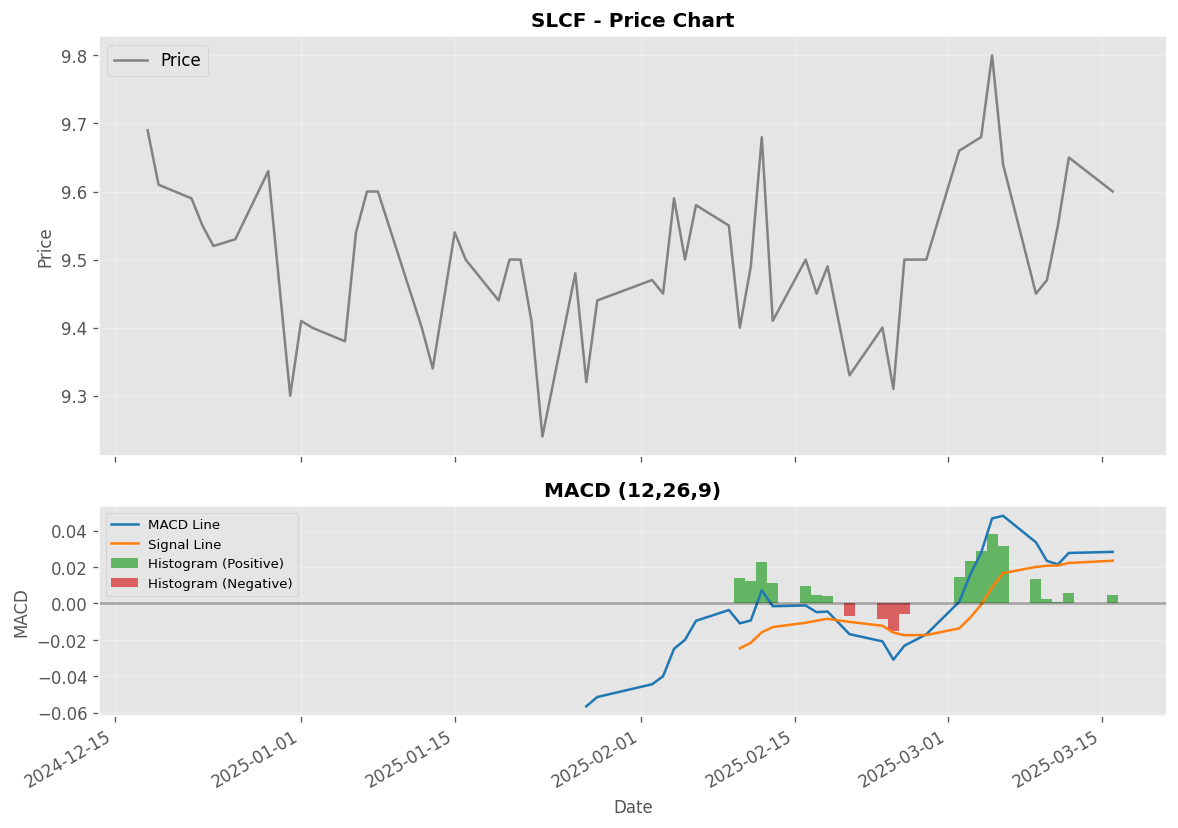 SLCF - Price Chart
Price
9.8
9.7
9.6
9.5
9.4
9.3
Price
MACD (12,26,9)
MACD Line
Signal Line
Histogram (Positive)
Histogram (Negative)
0.04
0.02
0.00
−0.02
−0.04
−0.06
MACD
2024-12-15
2025-01-01
2025-01-15
2025-02-01
2025-02-15
2025-03-01
2025-03-15
Date